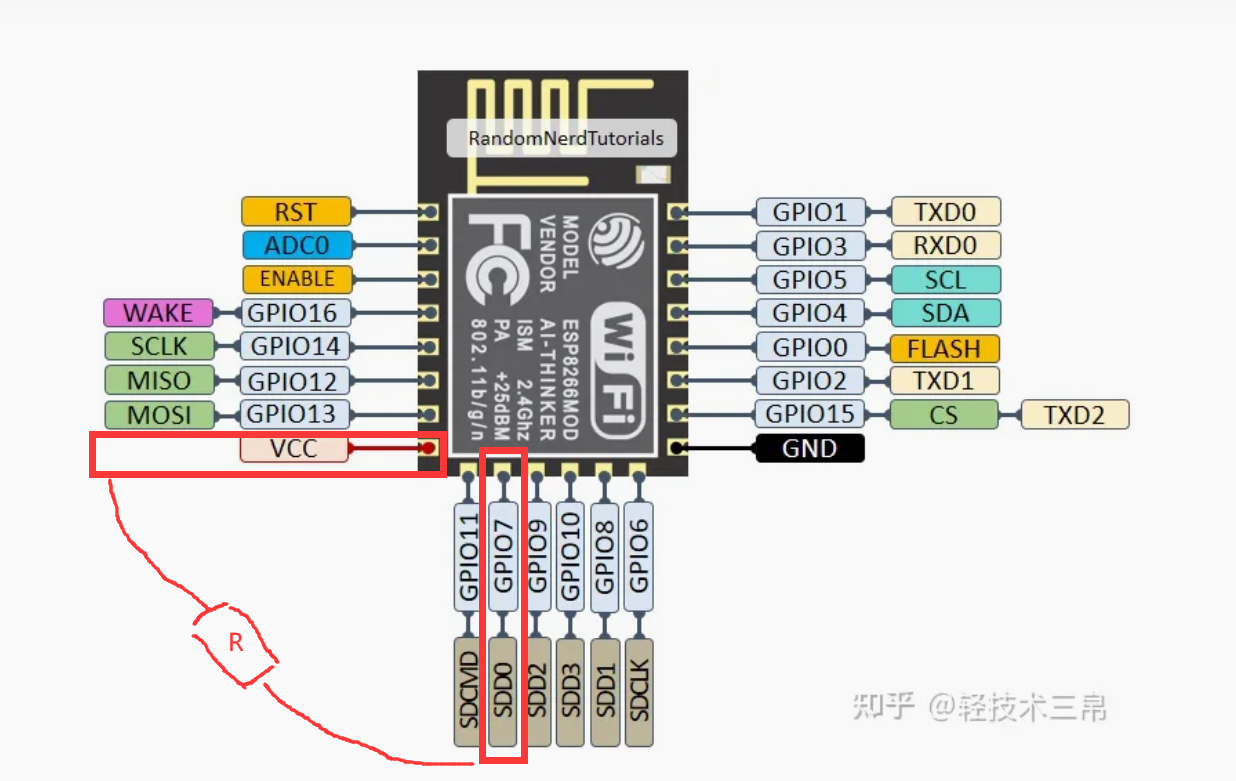 RandomNerdTutorials
MODEL
VENDOR
FC
WiFi
ESP8266MOD
AI-THINKER
ISM 2.4Ghz
PA +25dBM
802.11b/g/n
RST
ADC0
ENABLE
WAKE GPIO16
SCLK GPIO14
MISO GPIO12
MOSI GPIO13
VCC
GPIO1 TXD0
GPIO3 RXD0
GPIO5 SCL
GPIO4 SDA
GPIO0 FLASH
GPIO2 TXD1
GPIO15 CS TXD2
GND
GPIO11 SDCMD
GPIO7 SDD0
GPIO9 SDD2
GPIO10 SDD3
GPIO8 SDD1
GPIO6 SDCLK
R
知乎 @轻技术三帛